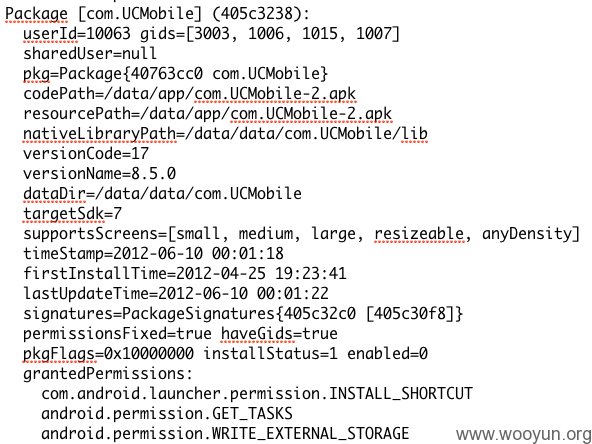 Package [com.UCMobile] (405c3238):
userId=10063 gids=[3003, 1006, 1015, 1007]
sharedUser=null
pkg=Package{40763cc0 com.UCMobile}
codePath=/data/app/com.UCMobile-2.apk
resourcePath=/data/app/com.UCMobile-2.apk
nativeLibraryPath=/data/data/com.UCMobile/lib
versionCode=17
versionName=8.5.0
dataDir=/data/data/com.UCMobile
targetSdk=7
supportsScreens=[small, medium, large, resizeable, anyDensity]
timeStamp=2012-06-10 00:01:18
firstInstallTime=2012-04-25 19:23:41
lastUpdateTime=2012-06-10 00:01:22
signatures=PackageSignatures{405c32c0 [405c30f8]}
permissionsFixed=true haveGids=true
pkgFlags=0x10000000 installStatus=1 enabled=0
grantedPermissions:
com.android.launcher.permission.INSTALL_SHORTCUT
android.permission.GET_TASKS
android.permission.WRITE_EXTERNAL_STORAGE
www.wooyun.org